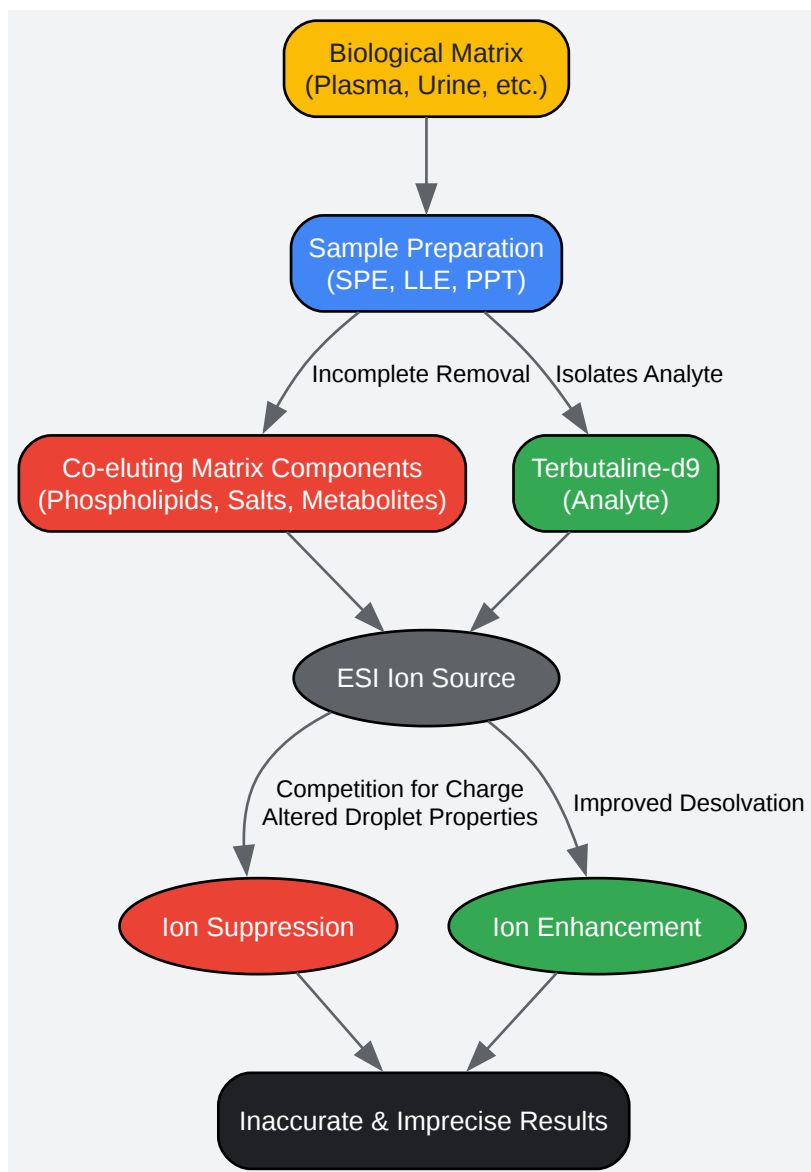 Biological Matrix
(Plasma, Urine, etc.)
Sample Preparation
(SPE, LLE, PPT)
Incomplete Removal
Isolates Analyte
Co-eluting Matrix Components
(Phospholipids, Salts, Metabolites)
Terbutaline-d9
(Analyte)
ESI Ion Source
Competition for Charge
Altered Droplet Properties
Improved Desolvation
Ion Suppression
Ion Enhancement
Inaccurate & Imprecise Results